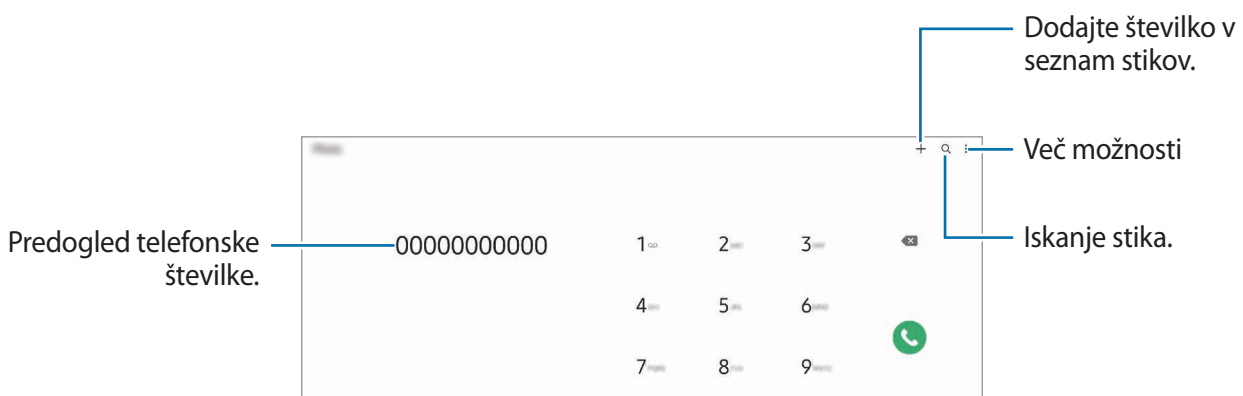 Dodajte številko v
seznam stikov.
Več možnosti
Predogled telefonske
številke.
00000000000
1 2 3
Iskanje stika.
4 5 6
7 8 9